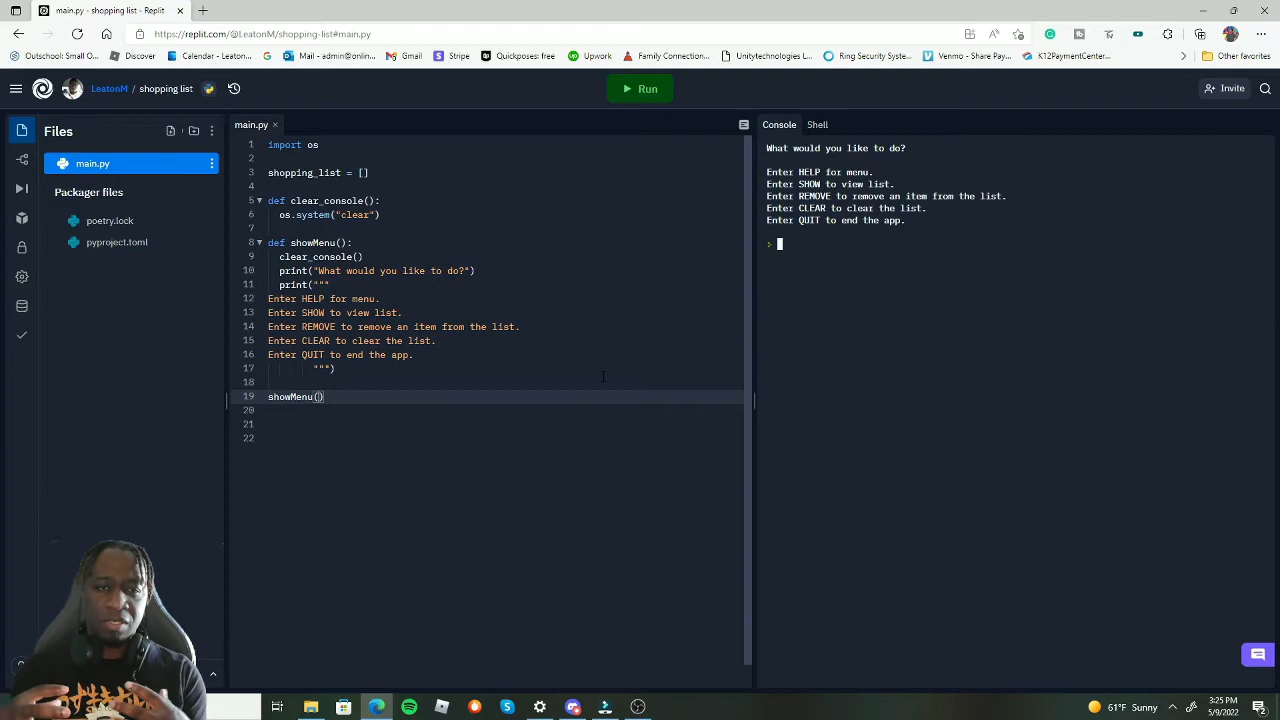 main.py - shopping list - Replit
https://replit.com/@LeatonM/shopping-list#main.py
Outschool Small O...
Discover
Calendar - Leaton...
Gmail
Stripe
Quickposes: free
Upwork
Family Connection...
Unitytechnologies L...
Ring Security Syste...
Venmo - Please Mar...
K12PaymentCenter...
Other favorites
LeatonM / shopping list
Run
Invite
Files
main.py
Packager files
poetry.lock
pyproject.toml
main.py
1 import os
2
3 shopping_list = []
4
5 def clear_console():
6 os.system("clear")
7
8 def showMenu():
9 clear_console()
10 print("What would you like to do?")
11 print("""
12 Enter HELP for menu.
13 Enter SHOW to view list.
14 Enter REMOVE to remove an item from the list.
15 Enter CLEAR to clear the list.
16 Enter QUIT to end the app.
17 """)
18
19 showMenu()
20
21
22
Console Shell
What would you like to do?
Enter HELP for menu.
Enter SHOW to view list.
Enter REMOVE to remove an item from the list.
Enter CLEAR to clear the list.
Enter QUIT to end the app.
>
61°F Sunny
3:25 PM